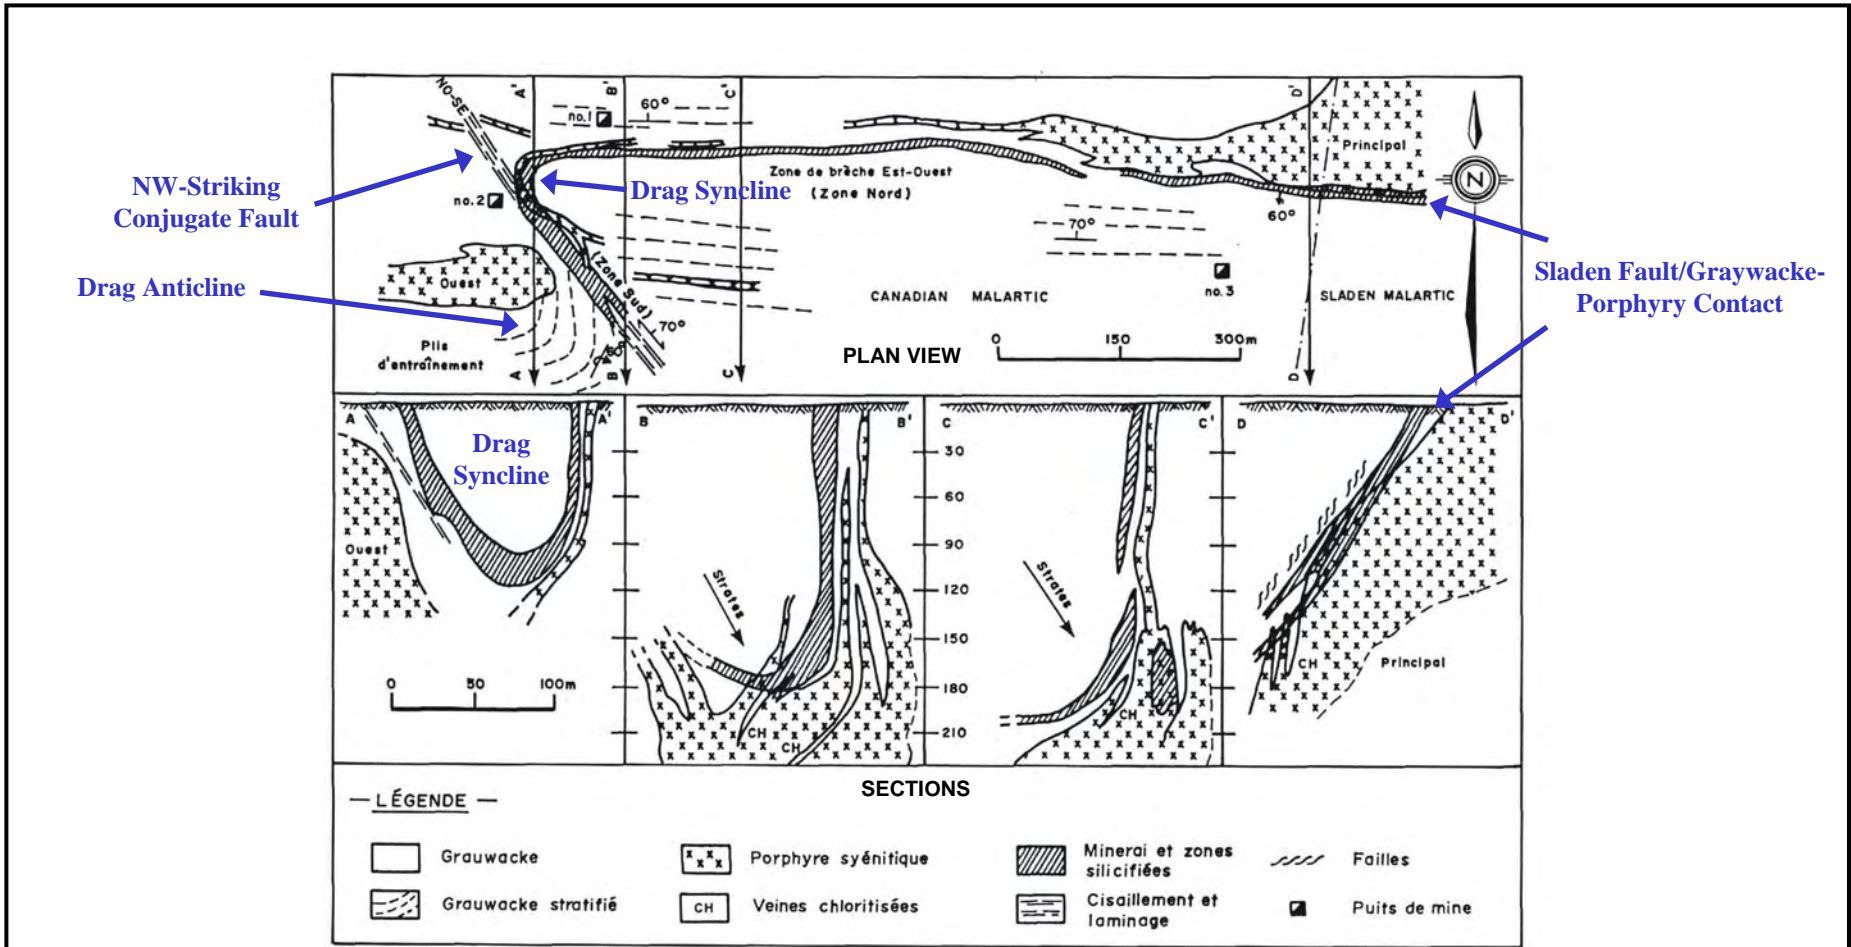 A'
B'
C'
D'
NO-SE
60°
no.1
Principal
NW-Striking
Conjugate Fault
Drag Syncline
Zone de brèche Est-Ouest
(Zone Nord)
N
no.2
60°
70°
(Zone Sud)
Ouest
Sladen Fault/Graywacke-
Porphyry Contact
Drag Anticline
no.3
CANADIAN MALARTIC
SLADEN MALARTIC
70°
Plis
d'entraînement
60°
PLAN VIEW
0 150 300m
A
B
C
D
A A'
B B'
C C'
D D'
Drag
Syncline
30
60
90
120
150
180
210
Ouest
Strates
Strates
0 50 100m
CH
CH
CH
CH
Principal
SECTIONS
— LÉGENDE —
Grauwacke
Porphyre syénitique
Minerai et zones
silicifiées
Failles
Grauwacke stratifié
CH
Veines chloritisées
Cisaillement et
laminage
Puits de mine